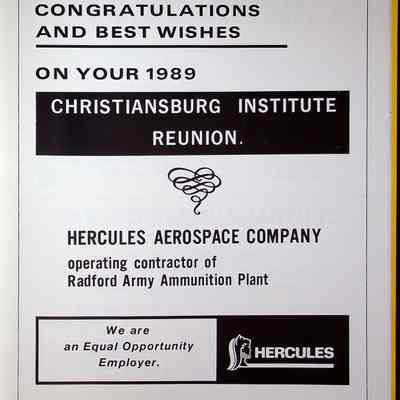 CONGRATULATIONS
AND BEST WISHES
ON YOUR 1989
CHRISTIANSBURG INSTITUTE
REUNION.
HERCULES AEROSPACE COMPANY
operating contractor of
Radford Army Ammunition Plant
We are
an Equal Opportunity
Employer.
HERCULES